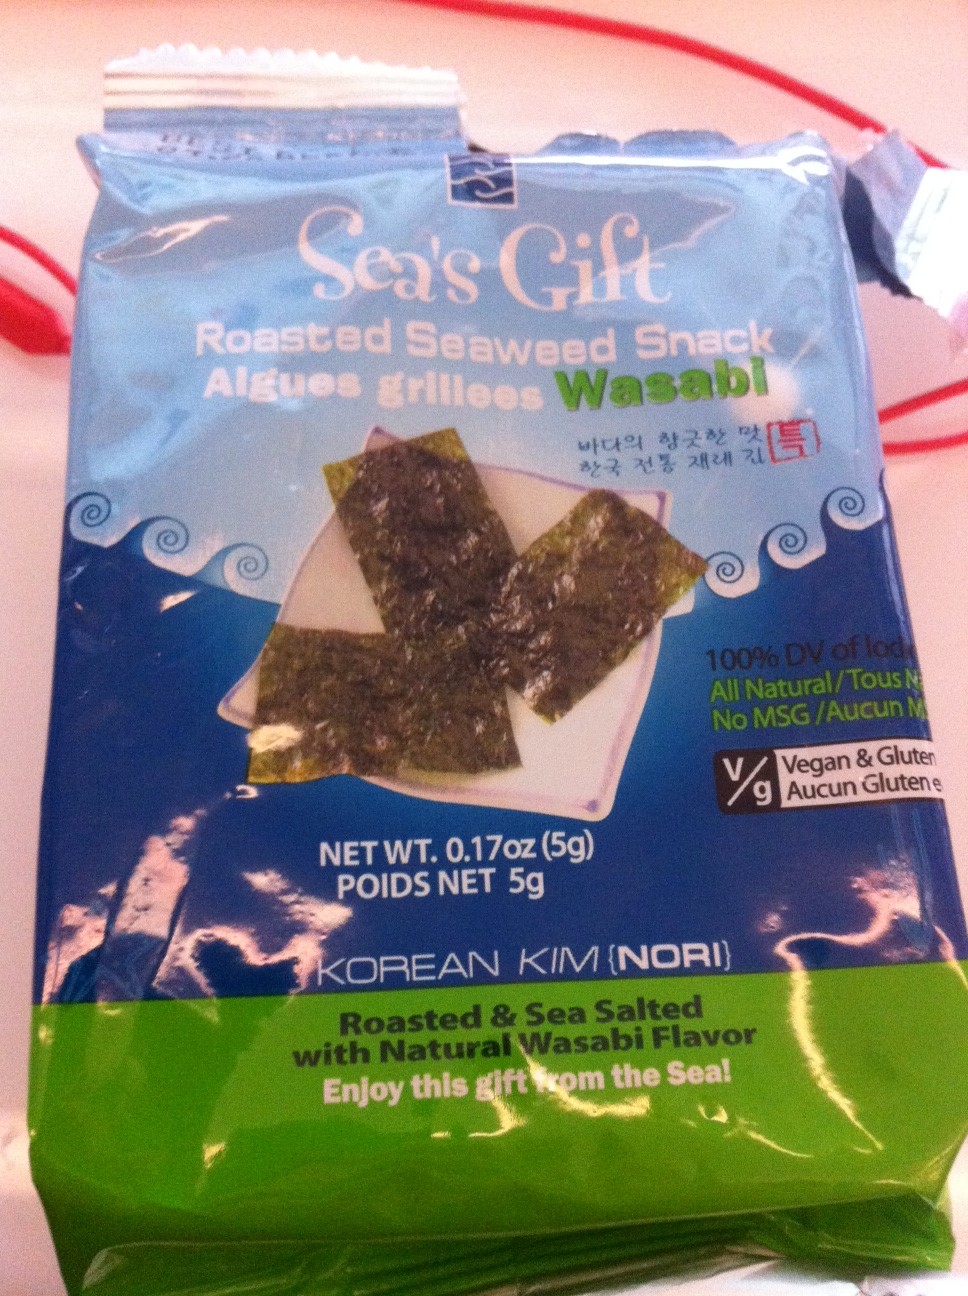 Sea's Gift
Roasted Seaweed Snack
Algues grillees Wasabi
바다의 향긋한 맛
한국 전통 재래 김
특
100% DV of
All Natural/Tous
No MSG /Aucun
V/g
Vegan & Gluten
Aucun Gluten
NET WT. 0.17oz (5g)
POIDS NET 5g
KOREAN KIM {NORI}
Roasted & Sea Salted
with Natural Wasabi Flavor
Enjoy this gift from the Sea!